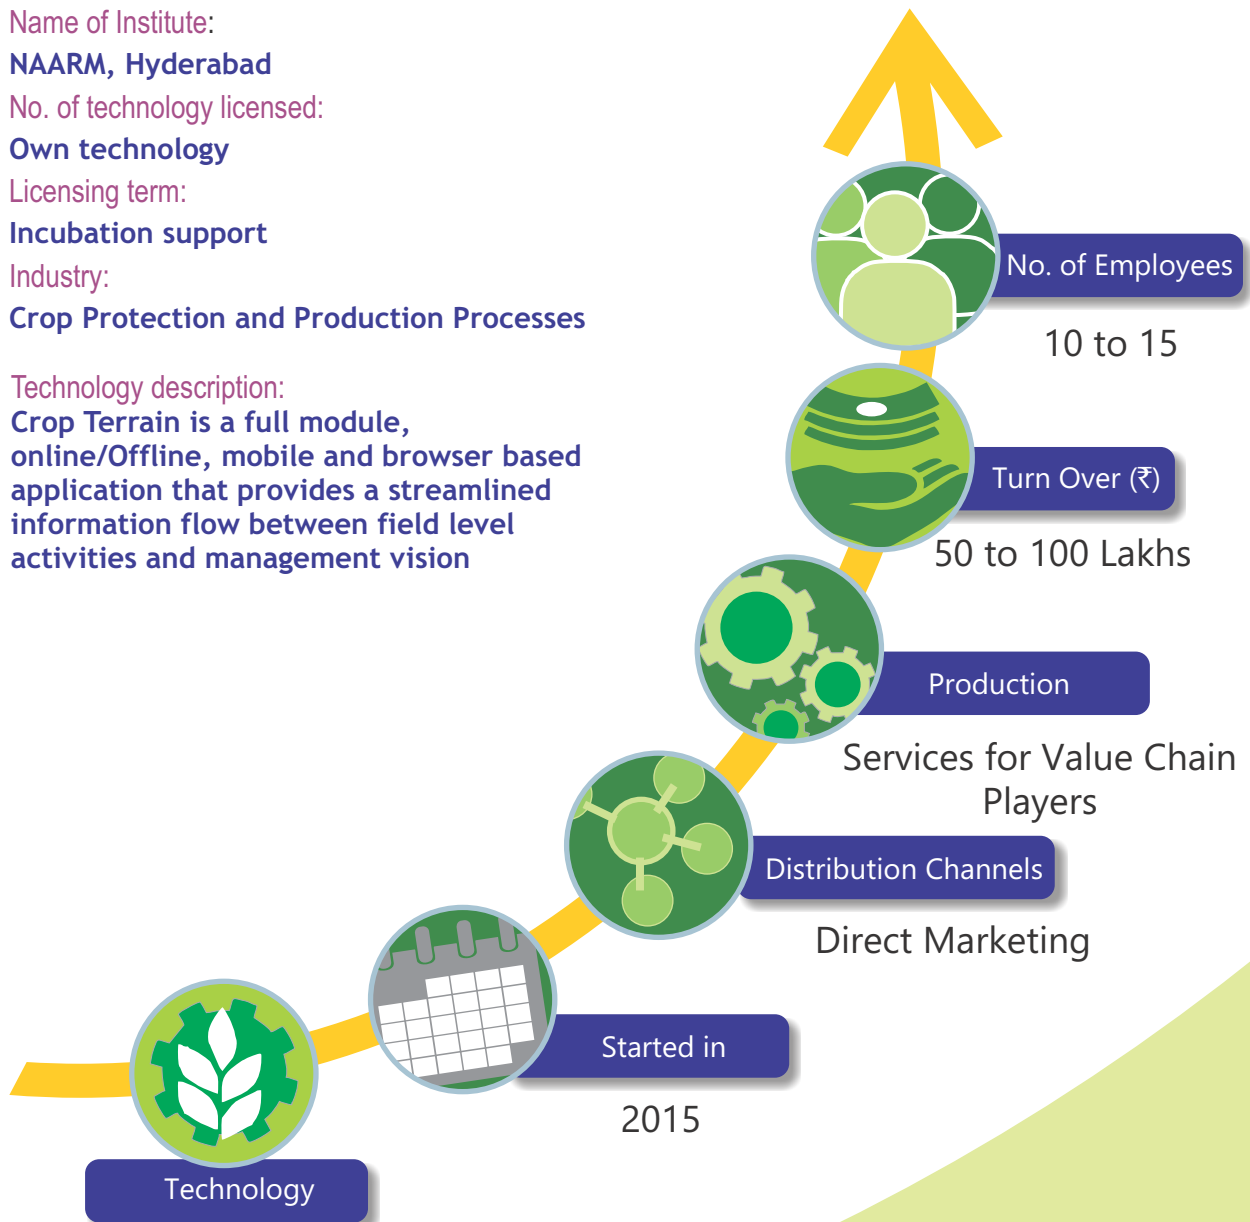 Name of Institute:
NAARM, Hyderabad
No. of technology licensed:
Own technology
Licensing term:
Incubation support
Industry:
Crop Protection and Production Processes
Technology description:
Crop Terrain is a full module,
online/Offline, mobile and browser based
application that provides a streamlined
information flow between field level
activities and management vision
No. of Employees
10 to 15
Turn Over (₹)
50 to 100 Lakhs
Production
Services for Value Chain
Players
Distribution Channels
Direct Marketing
Started in
2015
Technology